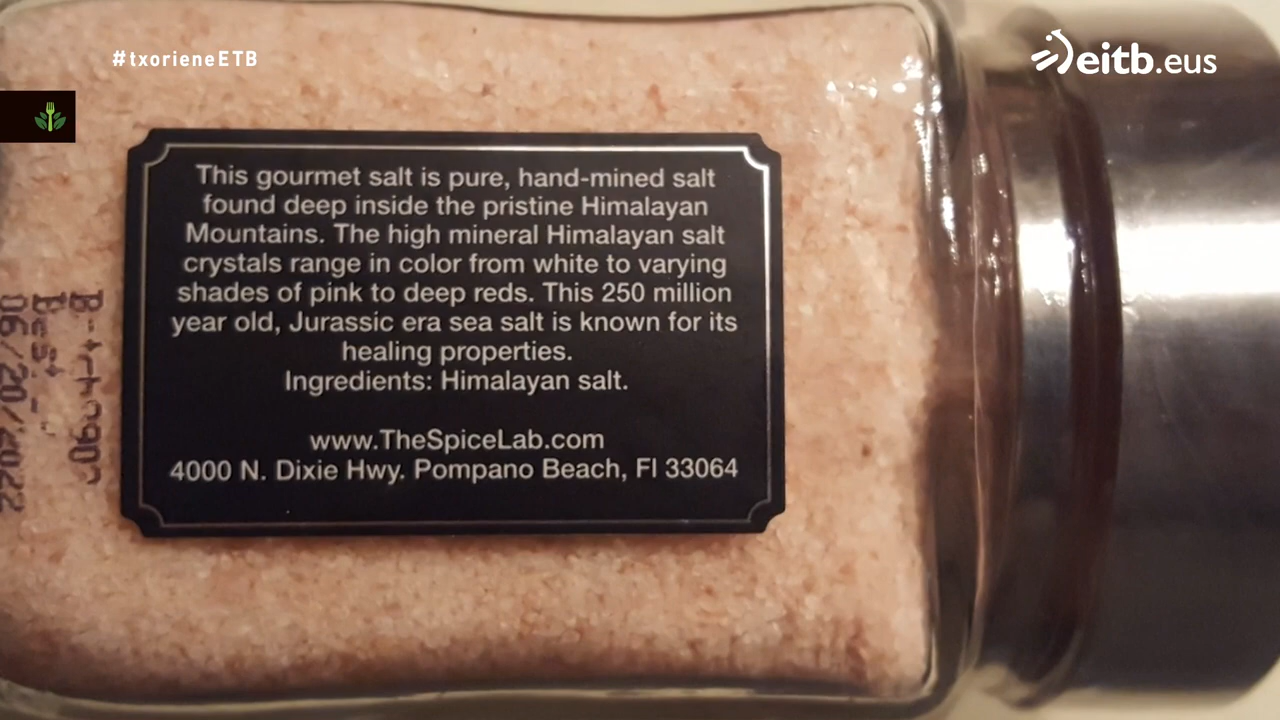 #txorieneETB
eitb.eus
This gourmet salt is pure, hand-mined salt
found deep inside the pristine Himalayan
Mountains. The high mineral Himalayan salt
crystals range in color from white to varying
shades of pink to deep reds. This 250 million
year old, Jurassic era sea salt is known for its
healing properties.
Ingredients: Himalayan salt.
www.TheSpiceLab.com
4000 N. Dixie Hwy. Pompano Beach, Fl 33064
Best
06/20/2022